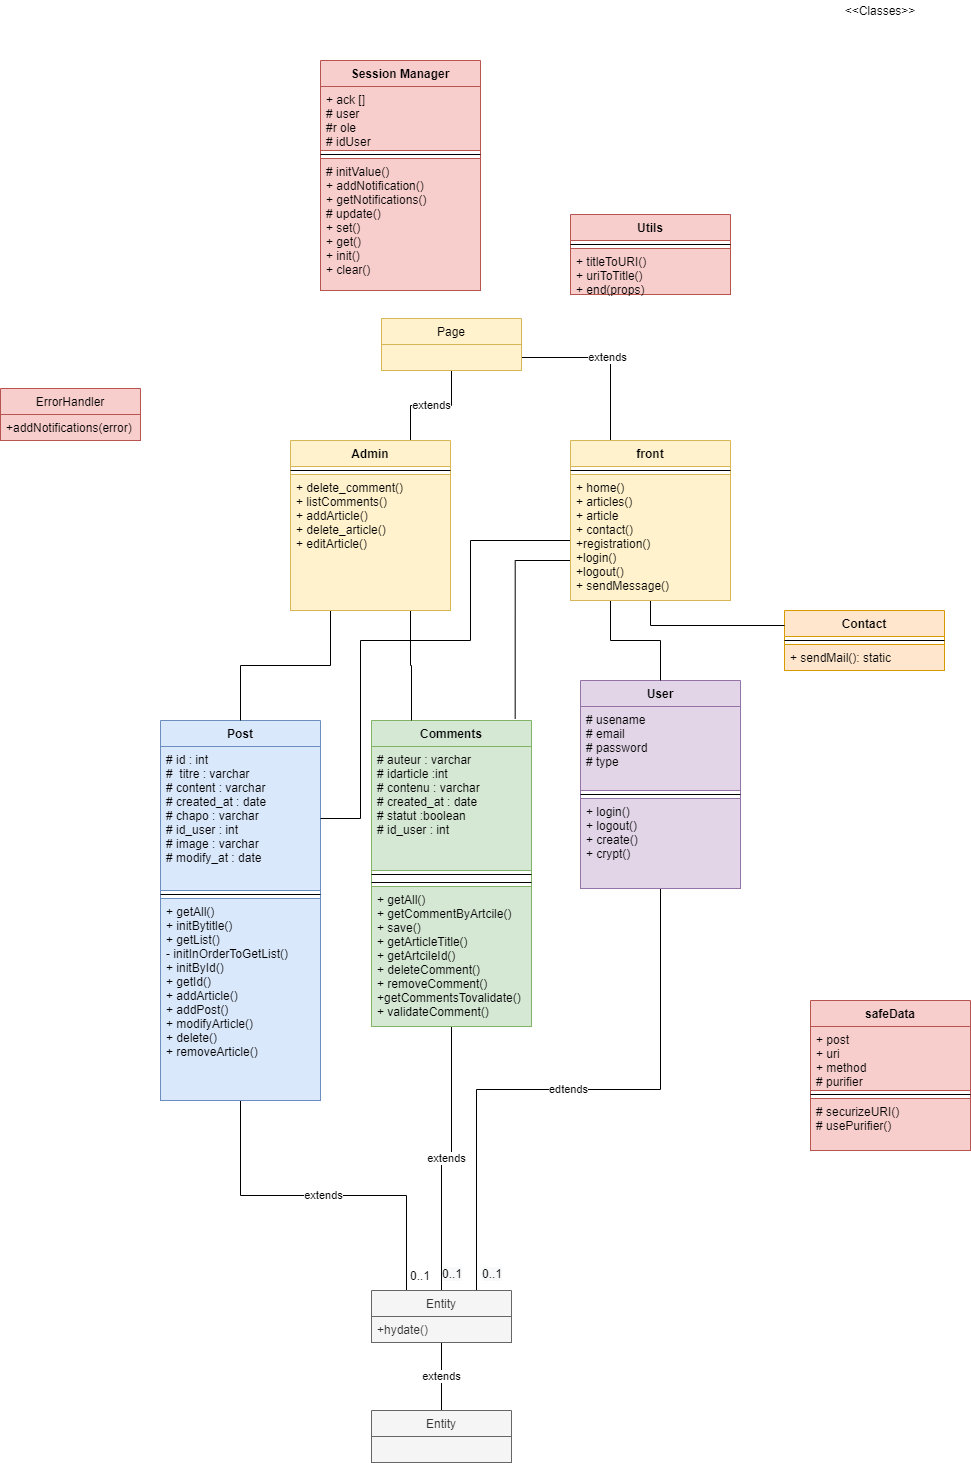 <<Classes>>
Session Manager
+ ack []
# user
#r ole
# idUser
# initValue()
+ addNotification()
+ getNotifications()
# update()
+ set()
+ get()
+ init()
+ clear()
Utils
+ titleToURI()
+ uriToTitle()
+ end(props)
Page
extends
extends
ErrorHandler
+addNotifications(error)
Admin
+ delete_comment()
+ listComments()
+ addArticle()
+ delete_article()
+ editArticle()
front
+ home()
+ articles()
+ article
+ contact()
+registration()
+login()
+logout()
+ sendMessage()
Contact
+ sendMail(): static
Post
# id : int
#  titre : varchar
# content : varchar
# created_at : date
# chapo : varchar
# id_user : int
# image : varchar
# modify_at : date
+ getAll()
+ initBytitle()
+ getList()
- initInOrderToGetList()
+ initById()
+ getId()
+ addArticle()
+ addPost()
+ modifyArticle()
+ delete()
+ removeArticle()
Comments
# auteur : varchar
# idarticle :int
# contenu : varchar
# created_at : date
# statut :boolean
# id_user : int
+ getAll()
+ getCommentByArtcile()
+ save()
+ getArticleTitle()
+ getArtcileId()
+ deleteComment()
+ removeComment()
+getCommentsTovalidate()
+ validateComment()
User
# usename
# email
# password
# type
+ login()
+ logout()
+ create()
+ crypt()
safeData
+ post
+ uri
+ method
# purifier
# securizeURI()
# usePurifier()
edtends
extends
extends
0..1
0..1
0..1
Entity
+hydate()
extends
Entity